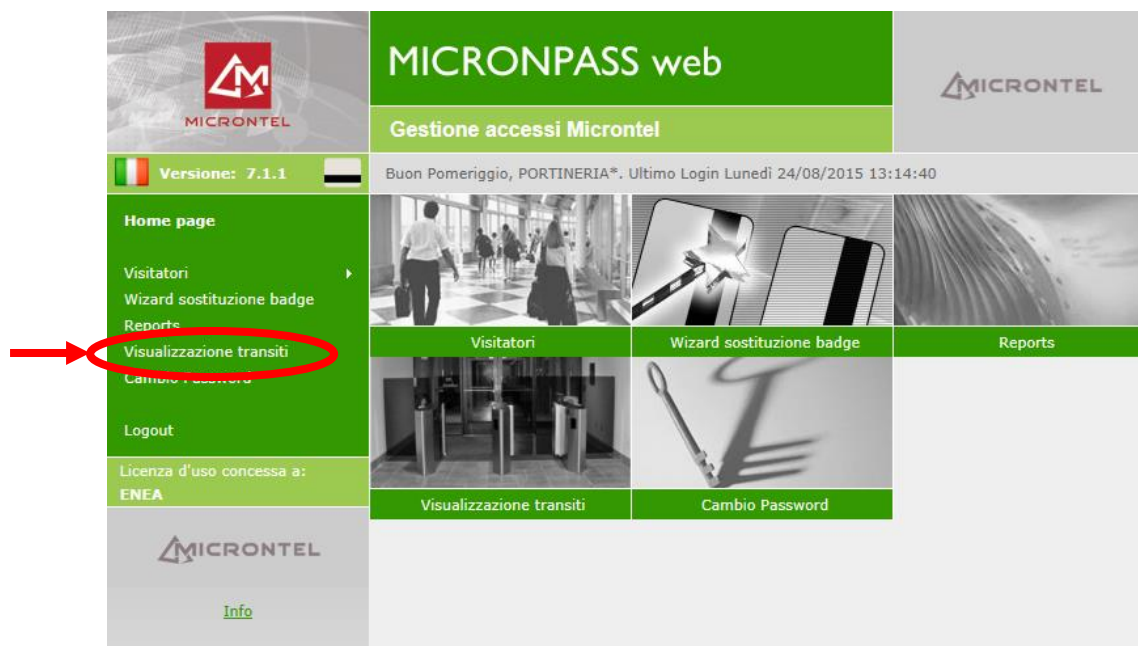 MICRONTEL
MICRONPASS web
MICRONTEL
Gestione accessi Microntel
Versione: 7.1.1
Buon Pomeriggio, PORTINERIA*. Ultimo Login Lunedì 24/08/2015 13:14:40
Home page
Visitatori
Wizard sostituzione badge
Reports
Visualizzazione transiti
Cambio Password
Logout
Licenza d'uso concessa a:
ENEA
MICRONTEL
Info
Visitatori
Wizard sostituzione badge
Reports
Visualizzazione transiti
Cambio Password